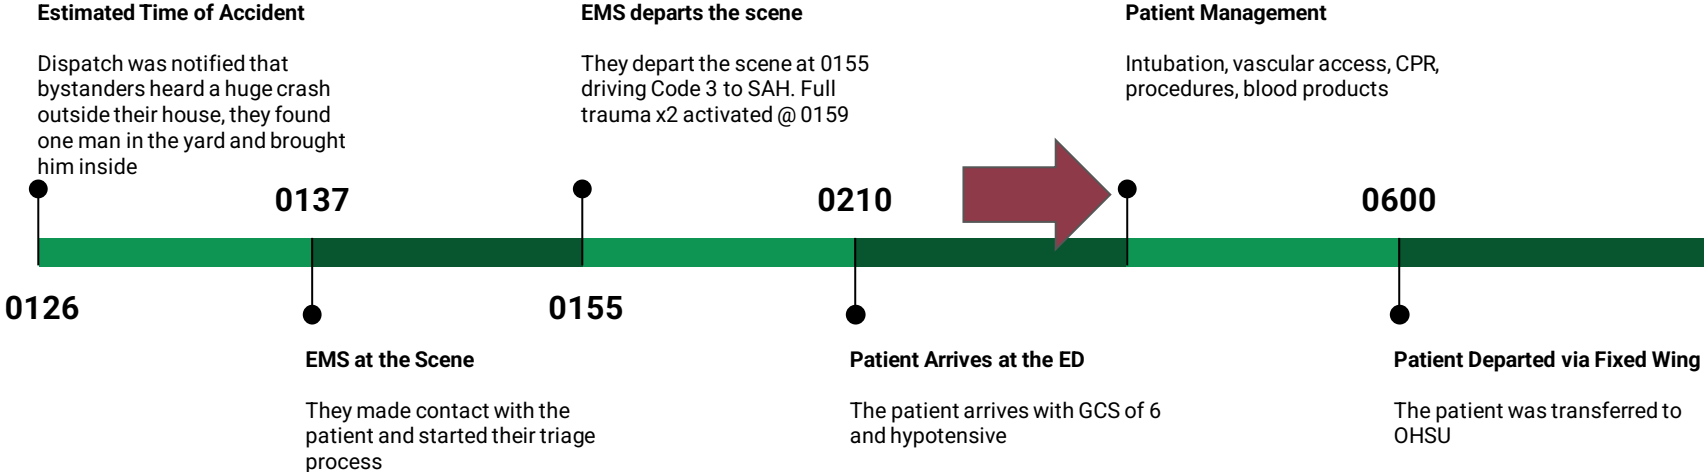 Estimated Time of Accident
Dispatch was notified that
bystanders heard a huge crash
outside their house, they found
one man in the yard and brought
him inside
0126
0137
EMS at the Scene
They made contact with the
patient and started their triage
process
EMS departs the scene
They depart the scene at 0155
driving Code 3 to SAH. Full
trauma x2 activated @ 0159
0155
0210
Patient Arrives at the ED
The patient arrives with GCS of 6
and hypotensive
Patient Management
Intubation, vascular access, CPR,
procedures, blood products
0600
Patient Departed via Fixed Wing
The patient was transferred to
OHSU